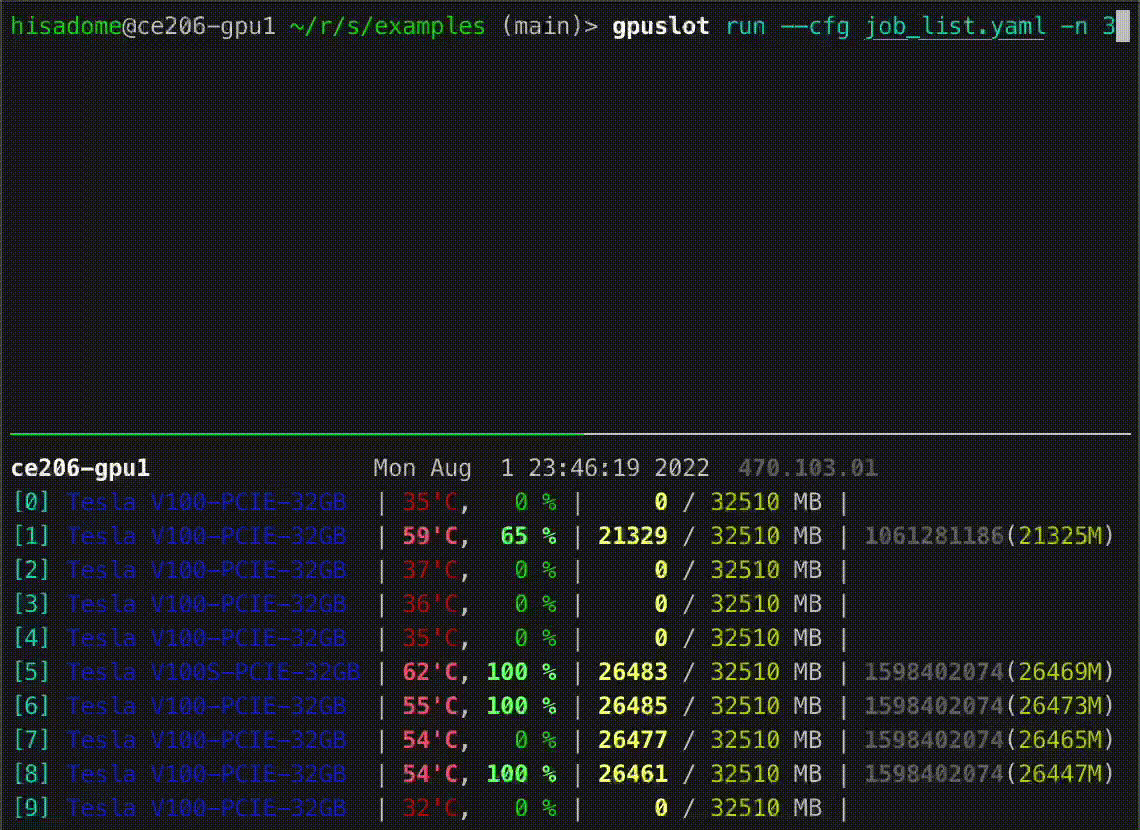 hisadome@ce206-gpu1 ~/r/s/examples (main)> gpuslot run --cfg job_list.yaml -n 3
ce206-gpu1 Mon Aug 1 23:46:19 2022 470.103.01
[0] Tesla V100-PCIE-32GB | 35'C, 0 % | 0 / 32510 MB |
[1] Tesla V100-PCIE-32GB | 59'C, 65 % | 21329 / 32510 MB | 1061281186(21325M)
[2] Tesla V100-PCIE-32GB | 37'C, 0 % | 0 / 32510 MB |
[3] Tesla V100-PCIE-32GB | 36'C, 0 % | 0 / 32510 MB |
[4] Tesla V100-PCIE-32GB | 35'C, 0 % | 0 / 32510 MB |
[5] Tesla V100S-PCIE-32GB | 62'C, 100 % | 26483 / 32510 MB | 1598402074(26469M)
[6] Tesla V100-PCIE-32GB | 55'C, 100 % | 26485 / 32510 MB | 1598402074(26473M)
[7] Tesla V100-PCIE-32GB | 54'C, 0 % | 26477 / 32510 MB | 1598402074(26465M)
[8] Tesla V100-PCIE-32GB | 54'C, 100 % | 26461 / 32510 MB | 1598402074(26447M)
[9] Tesla V100-PCIE-32GB | 32'C, 0 % | 0 / 32510 MB |